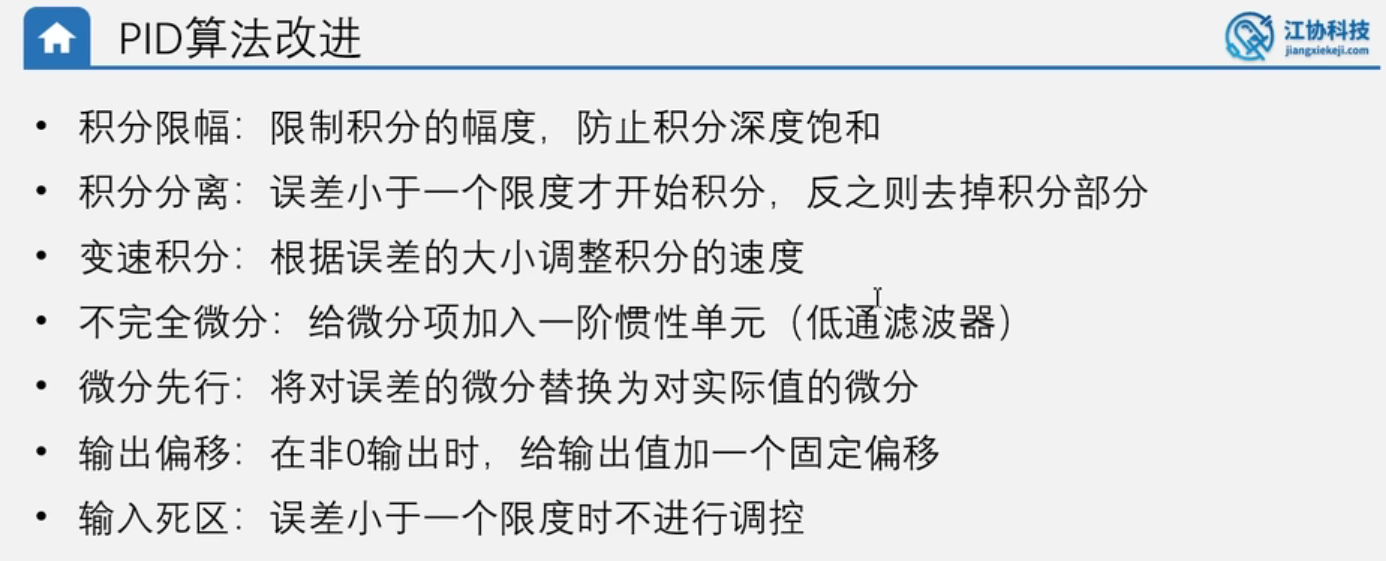 PID算法改进
江协科技
jiangxiekeji.com
• 积分限幅：限制积分的幅度，防止积分深度饱和
• 积分分离：误差小于一个限度才开始积分，反之则去掉积分部分
• 变速积分：根据误差的大小调整积分的速度
• 不完全微分：给微分项加入一阶惯性单元（低通滤波器）
• 微分先行：将对误差的微分替换为对实际值的微分
• 输出偏移：在非0输出时，给输出值加一个固定偏移
• 输入死区：误差小于一个限度时不进行调控